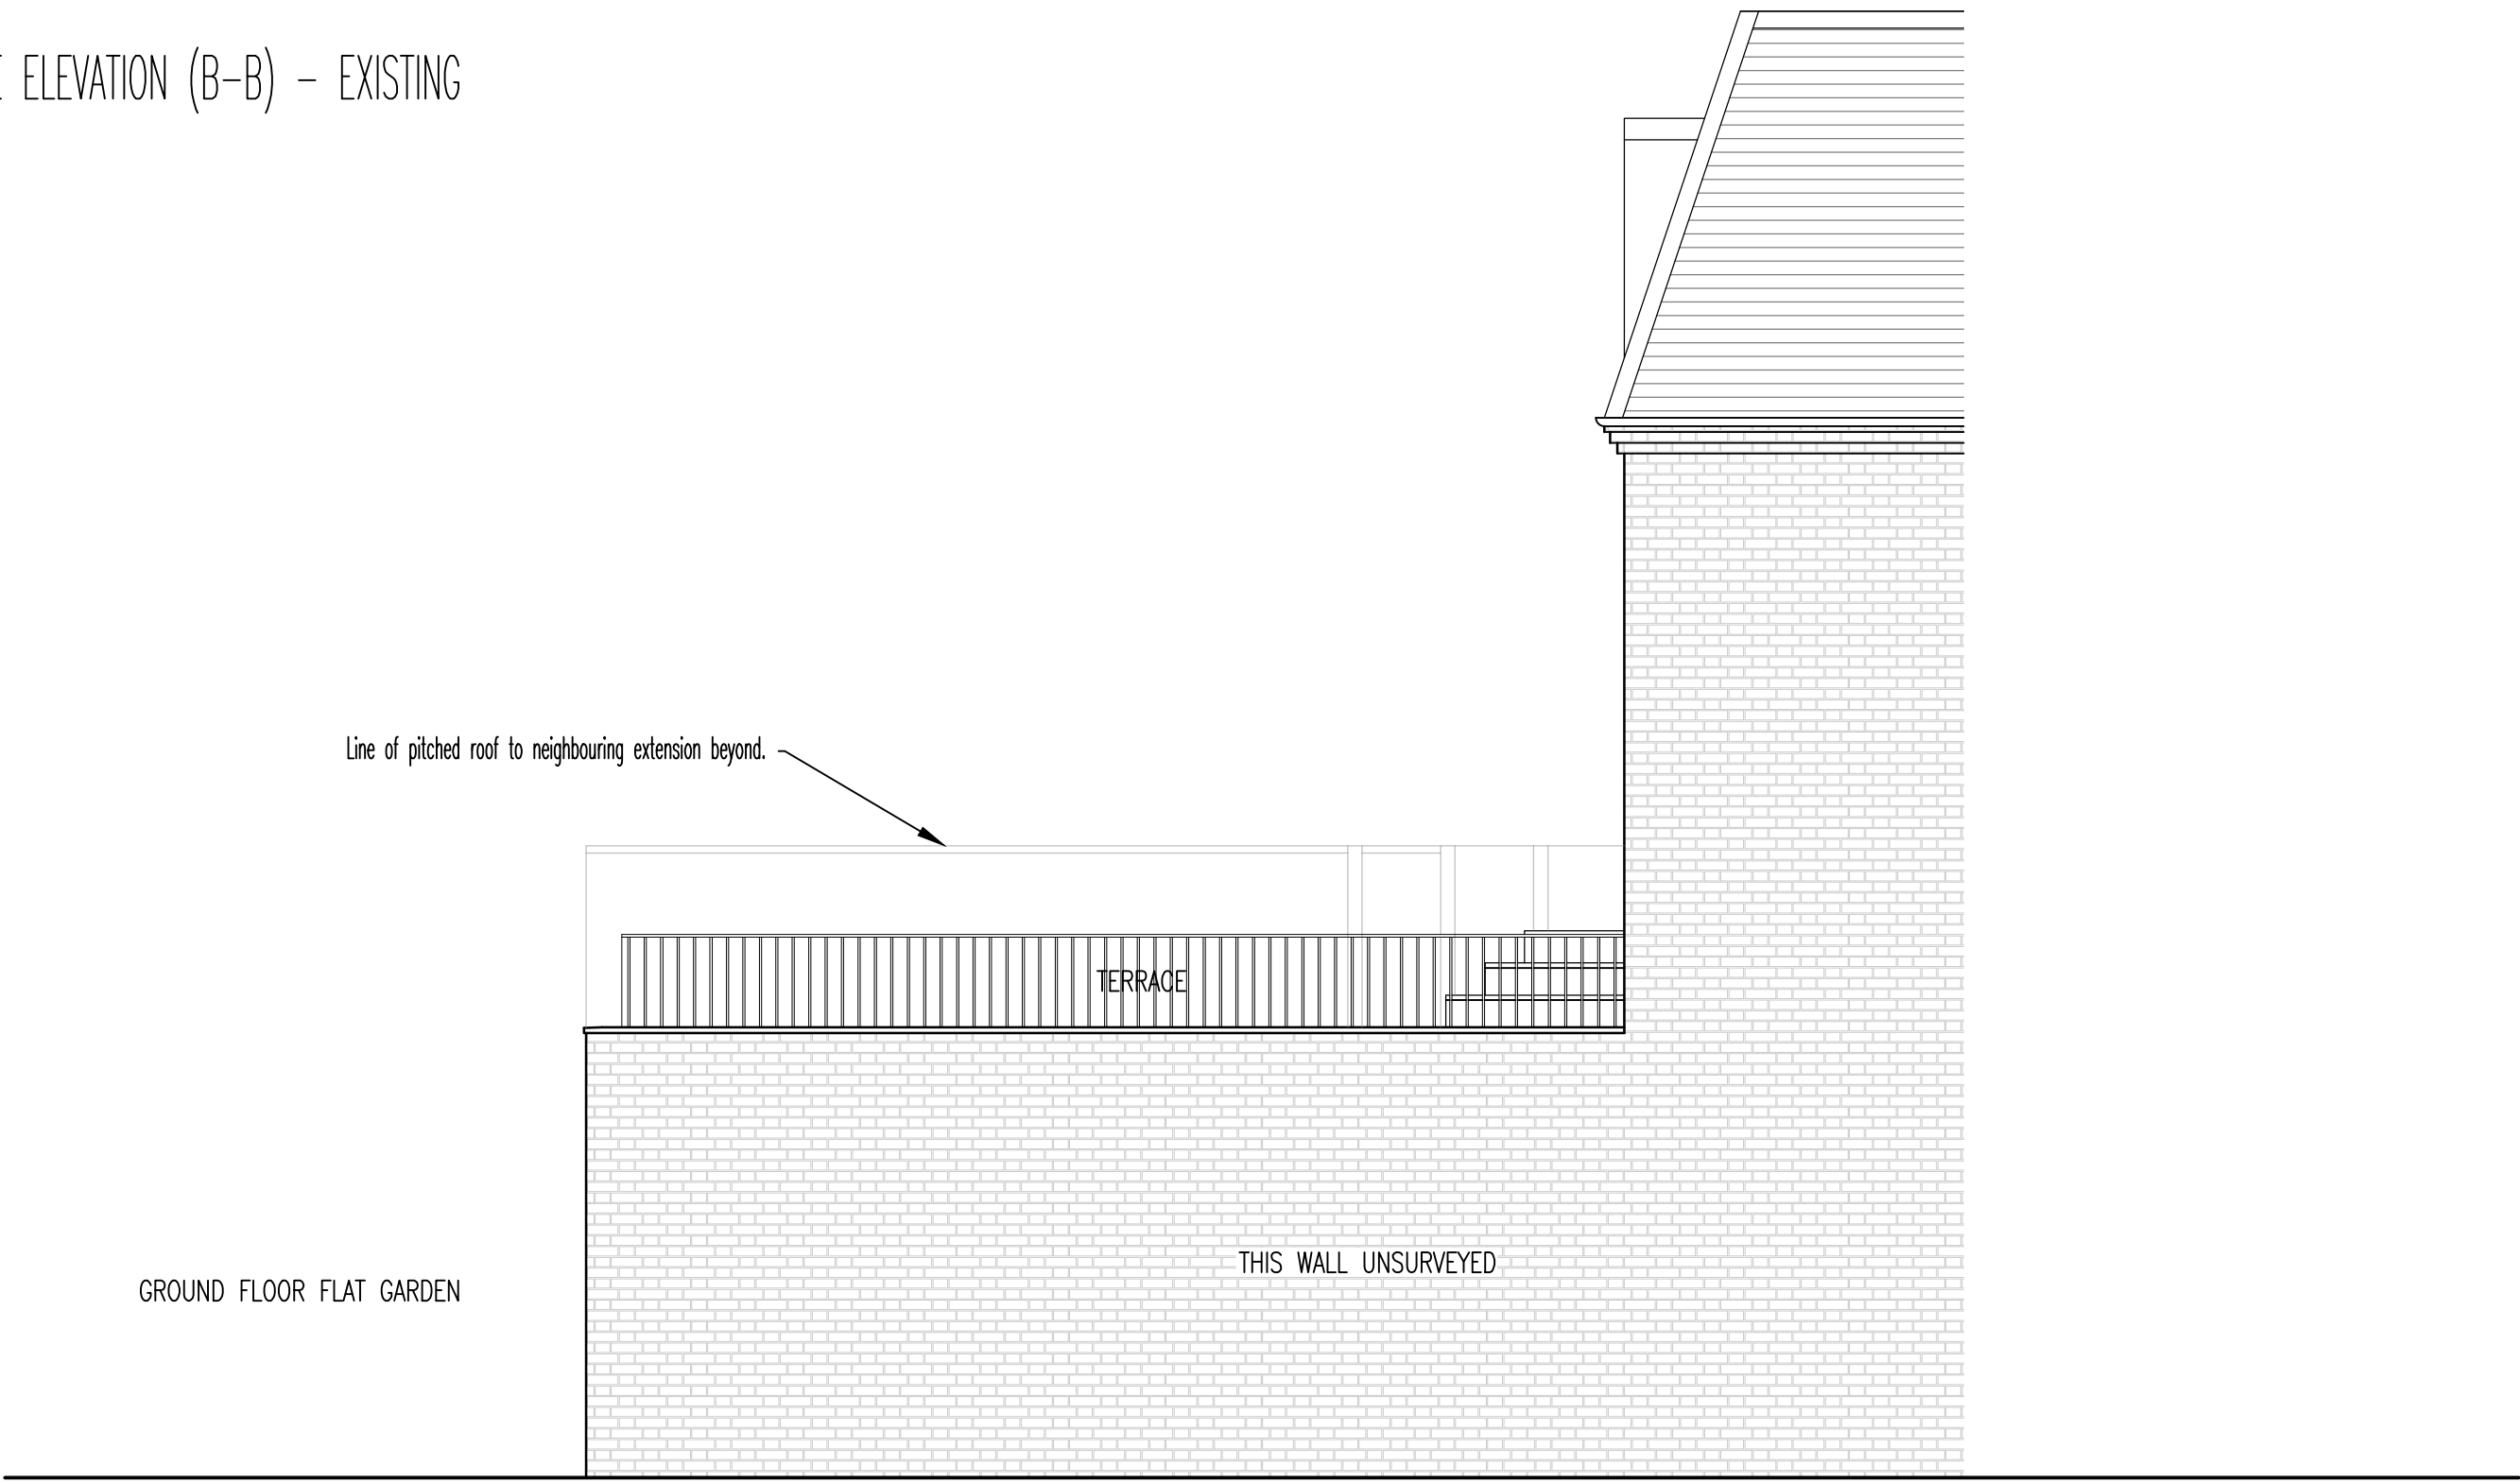 ELEVATION (B-B) - EXISTING
Line of pitched roof to neighbouring extension beyond.
TERRACE
THIS WALL UNSURVEYED
GROUND FLOOR FLAT GARDEN